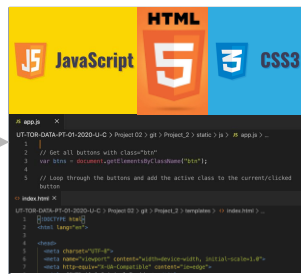 HTML
JS JavaScript
5
3 CSS3
JS app.js ×
UT-TOR-DATA-PT-01-2020-U-C > Project 02 > git > Project_2 > static > js > JS app.js > ...
1
2 // Get all buttons with class="btn"
3 var btns = document.getElementsByClassName("btn");
4
5 // Loop through the buttons and add the active class to the current/clicked
button
<> index.html ×
UT-TOR-DATA-PT-01-2020-U-C > Project 02 > git > Project_2 > templates > <> index.html > ...
1 <!DOCTYPE html>
2 <html lang="en">
3
4 <head>
5 <meta charset="UTF-8">
6 <meta name="viewport" content="width=device-width, initial-scale=1.0">
7 <meta http-equiv="X-UA-Compatible" content="ie=edge">